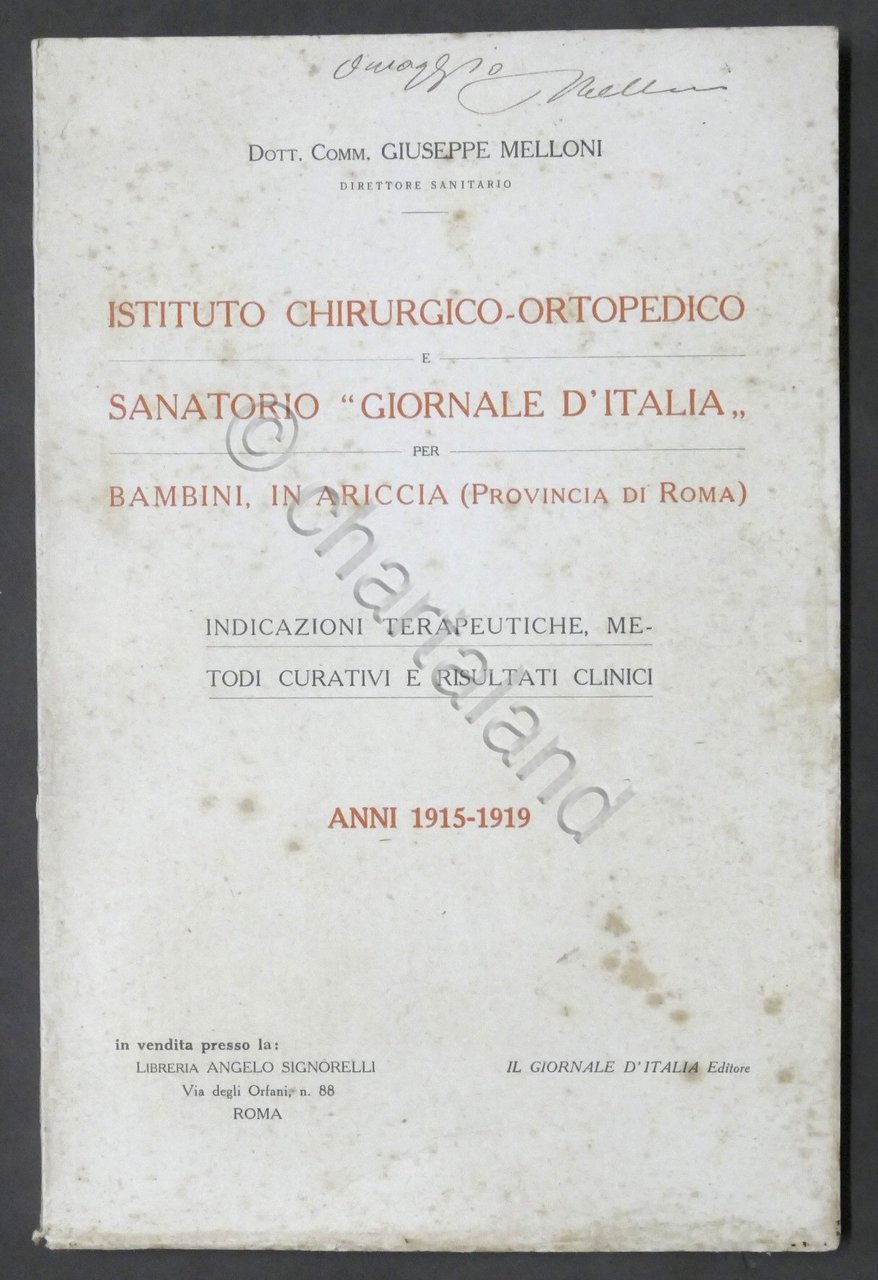 Omaggio
Melloni
DOTT. COMM. GIUSEPPE MELLONI
DIRETTORE SANITARIO
ISTITUTO CHIRURGICO-ORTOPEDICO
E
SANATORIO “GIORNALE D'ITALIA„
PER
BAMBINI, IN ARICCIA (PROVINCIA DI ROMA)
INDICAZIONI TERAPEUTICHE, ME-
TODI CURATIVI E RISULTATI CLINICI
ANNI 1915-1919
in vendita presso la:
LIBRERIA ANGELO SIGNORELLI
Via degli Orfani, n. 88
ROMA
IL GIORNALE D'ITALIA Editore
© chartaland